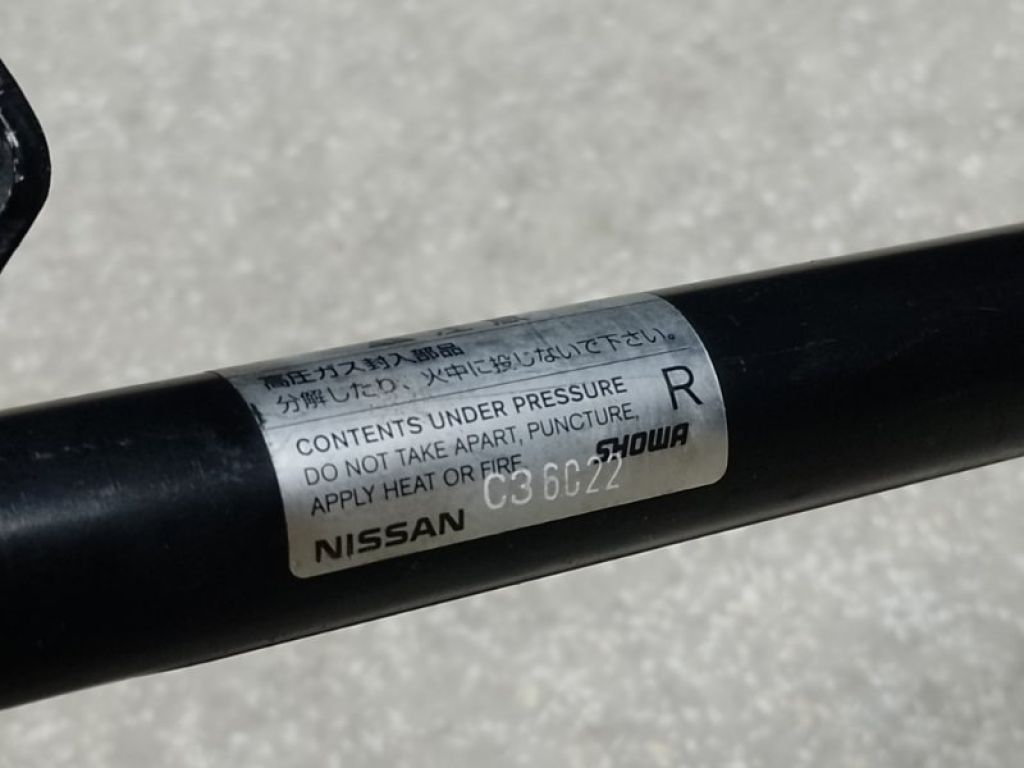 高圧ガス封入部品
分解したり、火中に投じないで下さい。
CONTENTS UNDER PRESSURE
DO NOT TAKE APART, PUNCTURE,
APPLY HEAT OR FIRE
R
SHOWA
C36C22
NISSAN